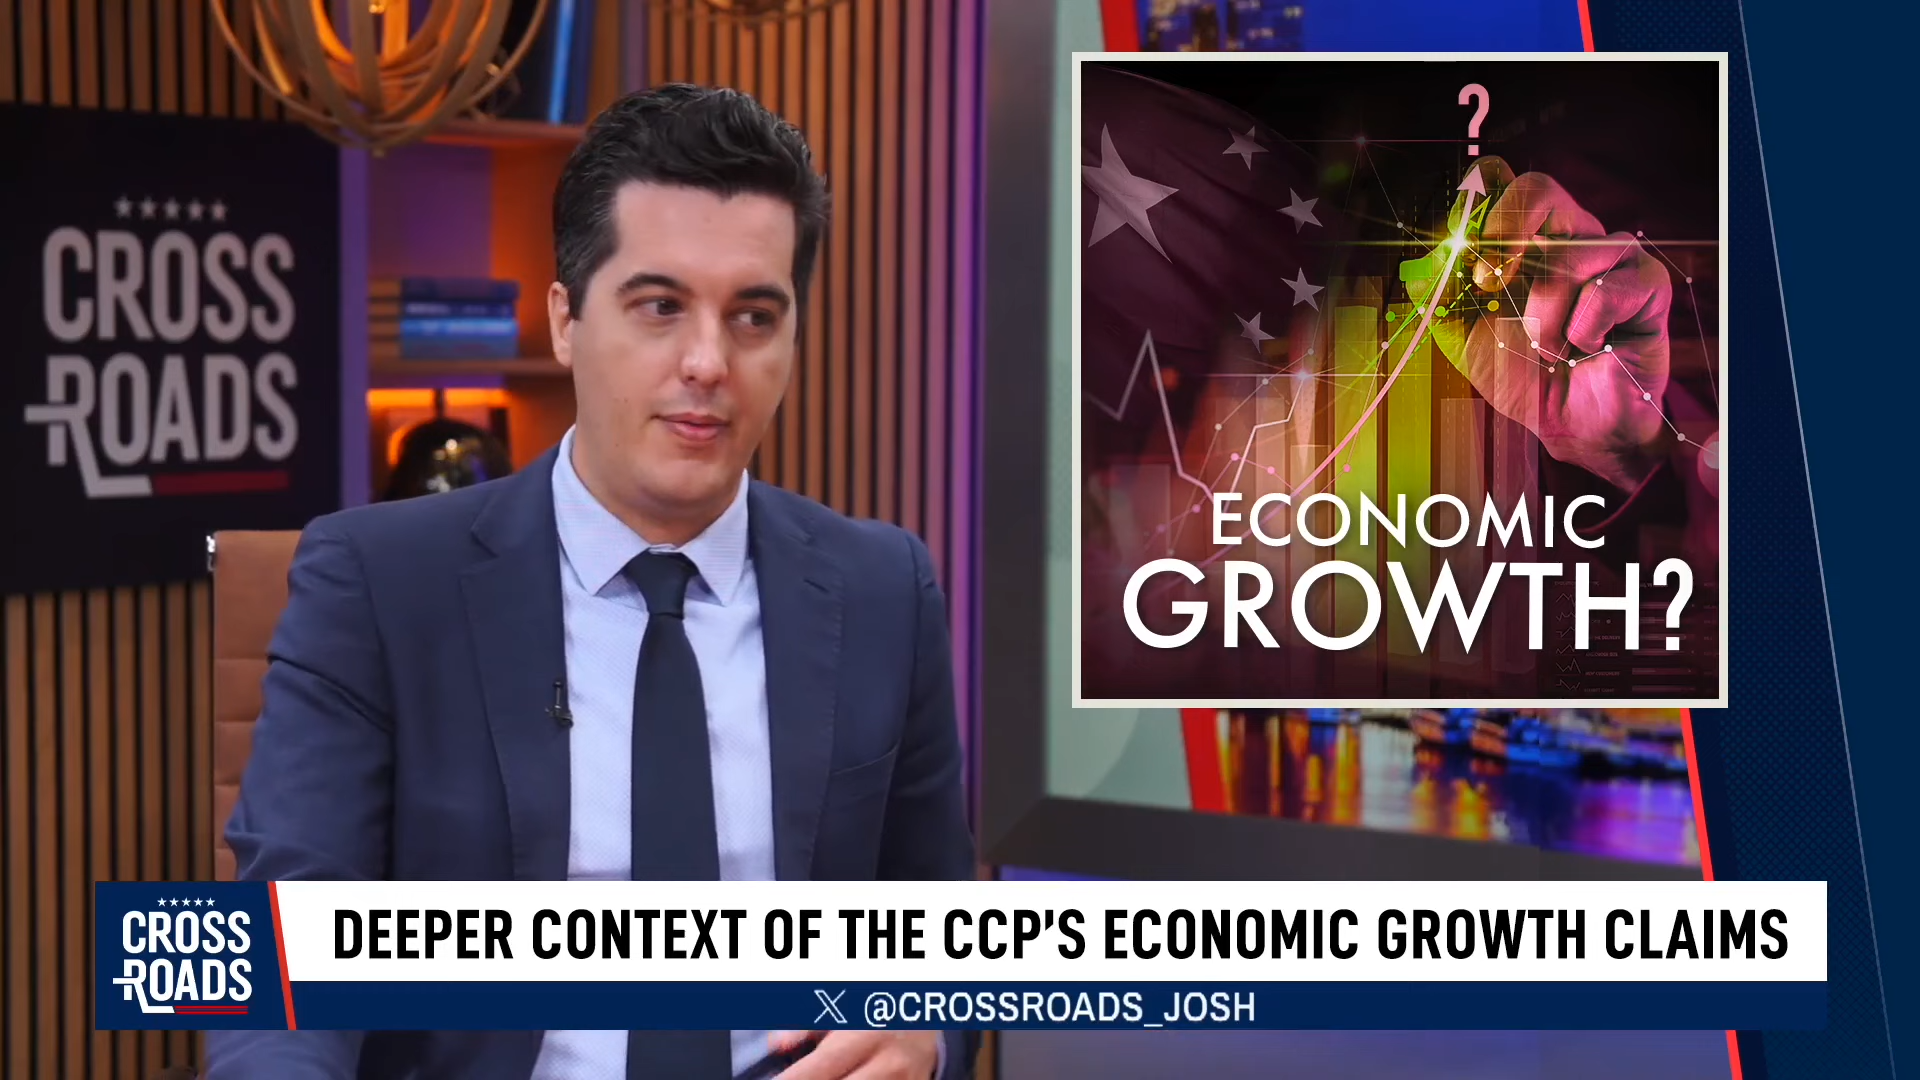 CROSS
ROADS
?
ECONOMIC
GROWTH?
CROSS
ROADS
DEEPER CONTEXT OF THE CCP'S ECONOMIC GROWTH CLAIMS
X @CROSSROADS_JOSH